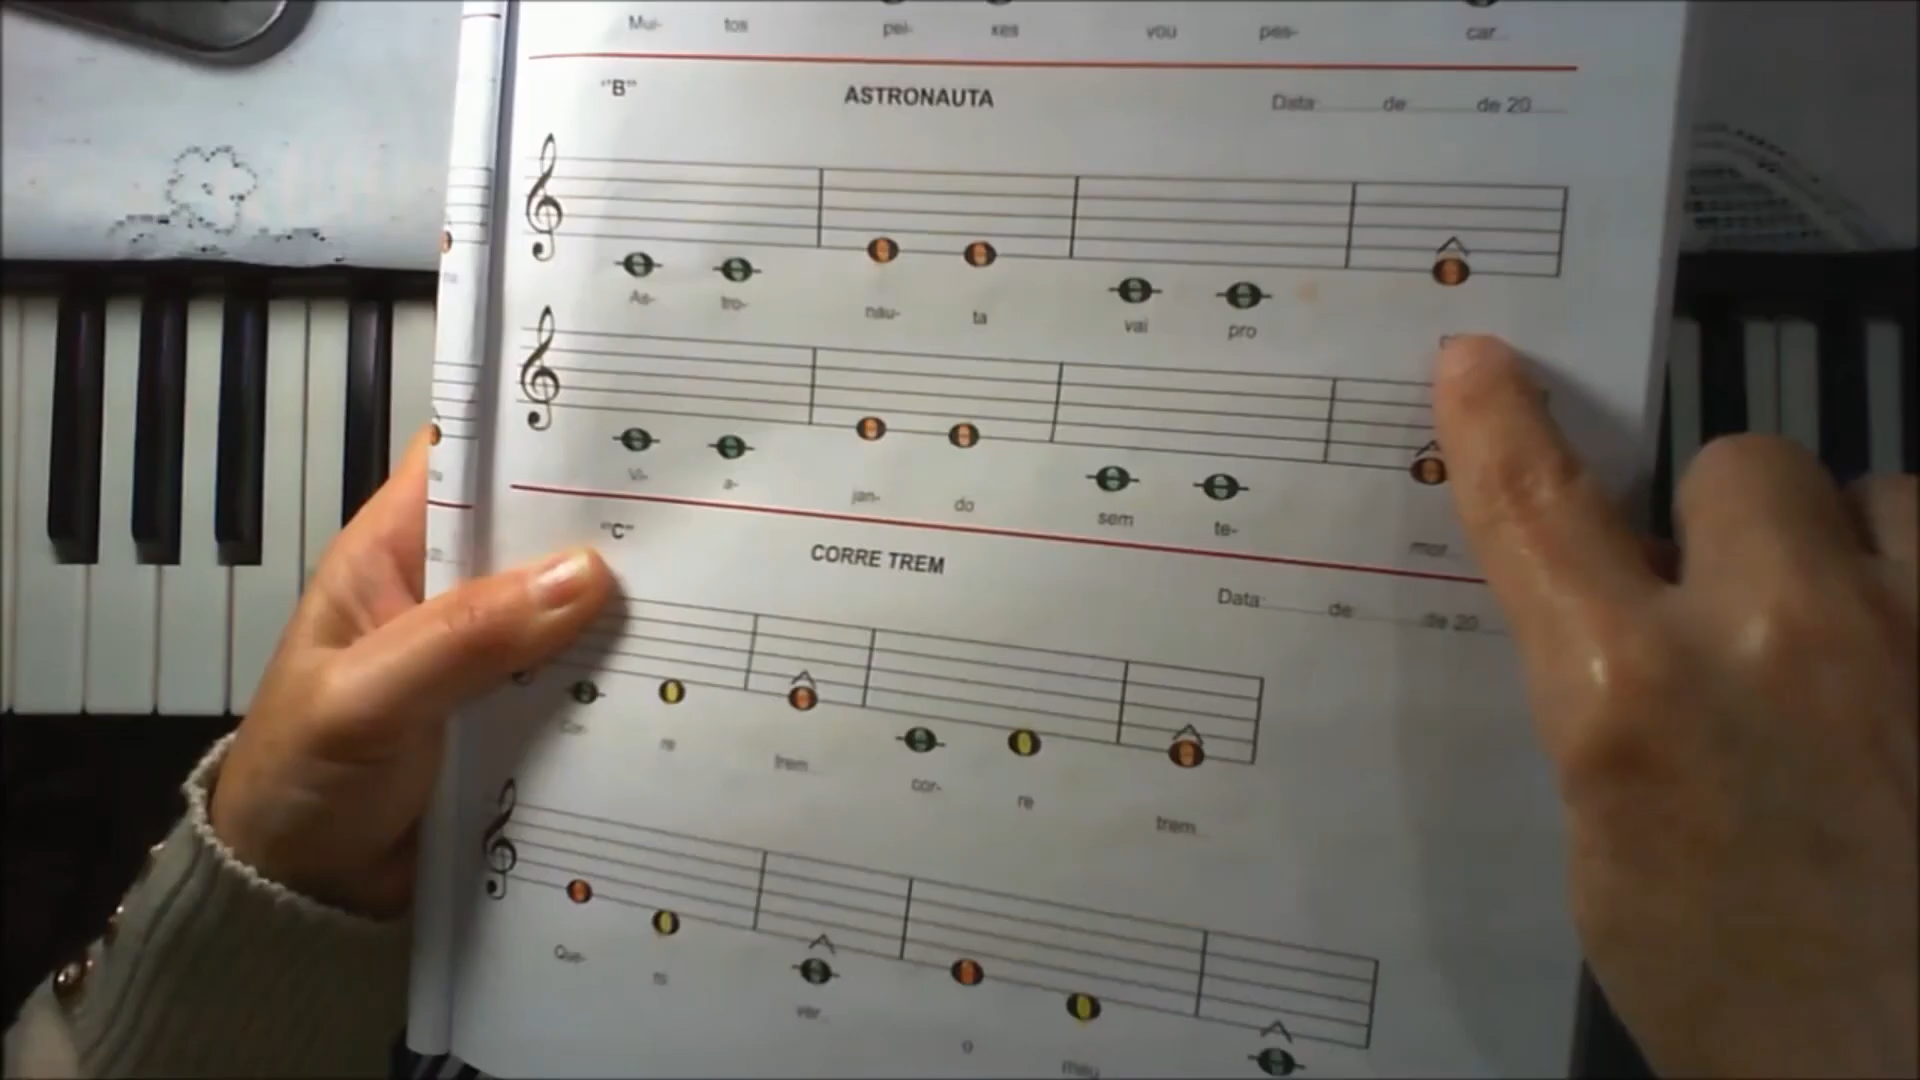 Mui- tos pei- xes vou pes- car
"B" ASTRONAUTA Data de de 20
As- tro- nau- ta vai pro
Vi- a- jan- do sem te- mor
"C" CORRE TREM Data de de 20
Cor- re trem cor- re trem
Que- ro ver o meu